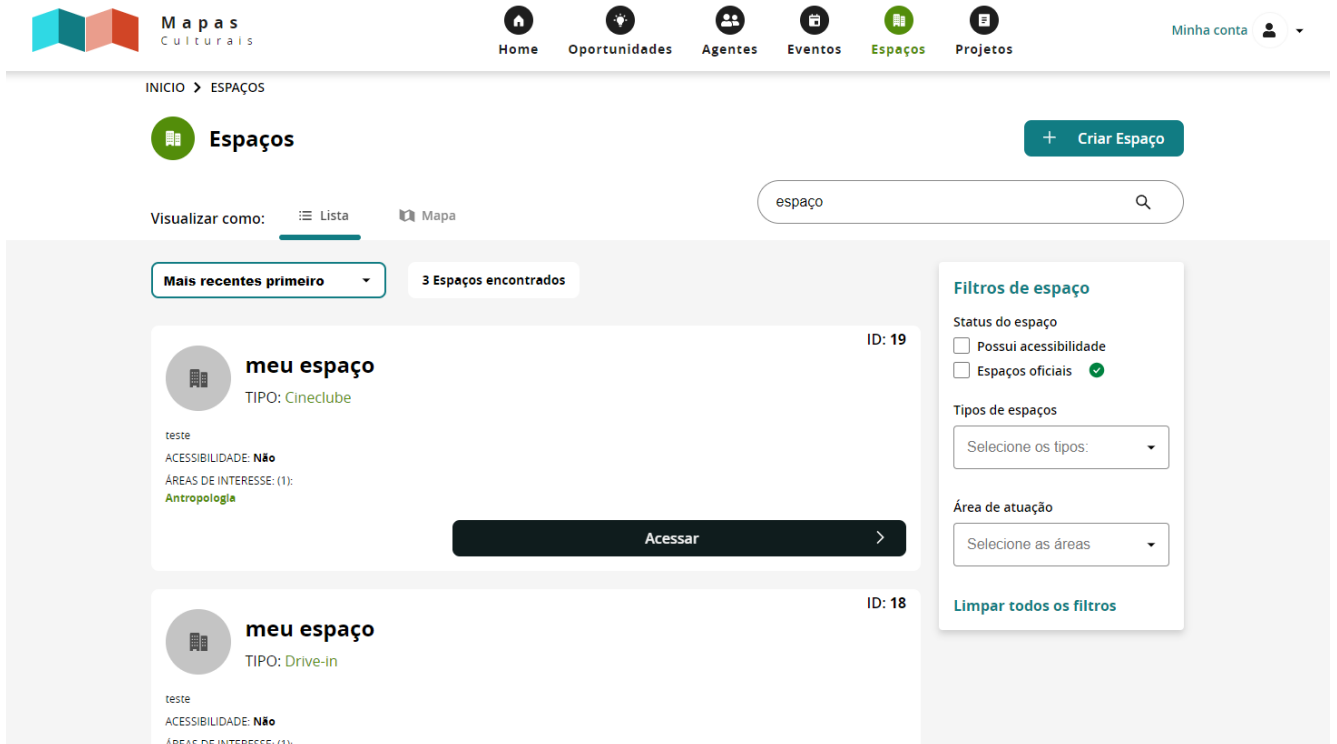 Mapas
Culturais
Home
Oportunidades
Agentes
Eventos
Espaços
Projetos
Minha conta
INICIO > ESPAÇOS
Espaços
+ Criar Espaço
Visualizar como:
Lista
Mapa
espaço
Mais recentes primeiro
3 Espaços encontrados
ID: 19
meu espaço
TIPO: Cineclube
teste
ACESSIBILIDADE: Não
ÁREAS DE INTERESSE: (1):
Antropologia
Acessar
ID: 18
meu espaço
TIPO: Drive-in
teste
ACESSIBILIDADE: Não
ÁREAS DE INTERESSE: (1):
Filtros de espaço
Status do espaço
Possui acessibilidade
Espaços oficiais
Tipos de espaços
Selecione os tipos:
Área de atuação
Selecione as áreas
Limpar todos os filtros